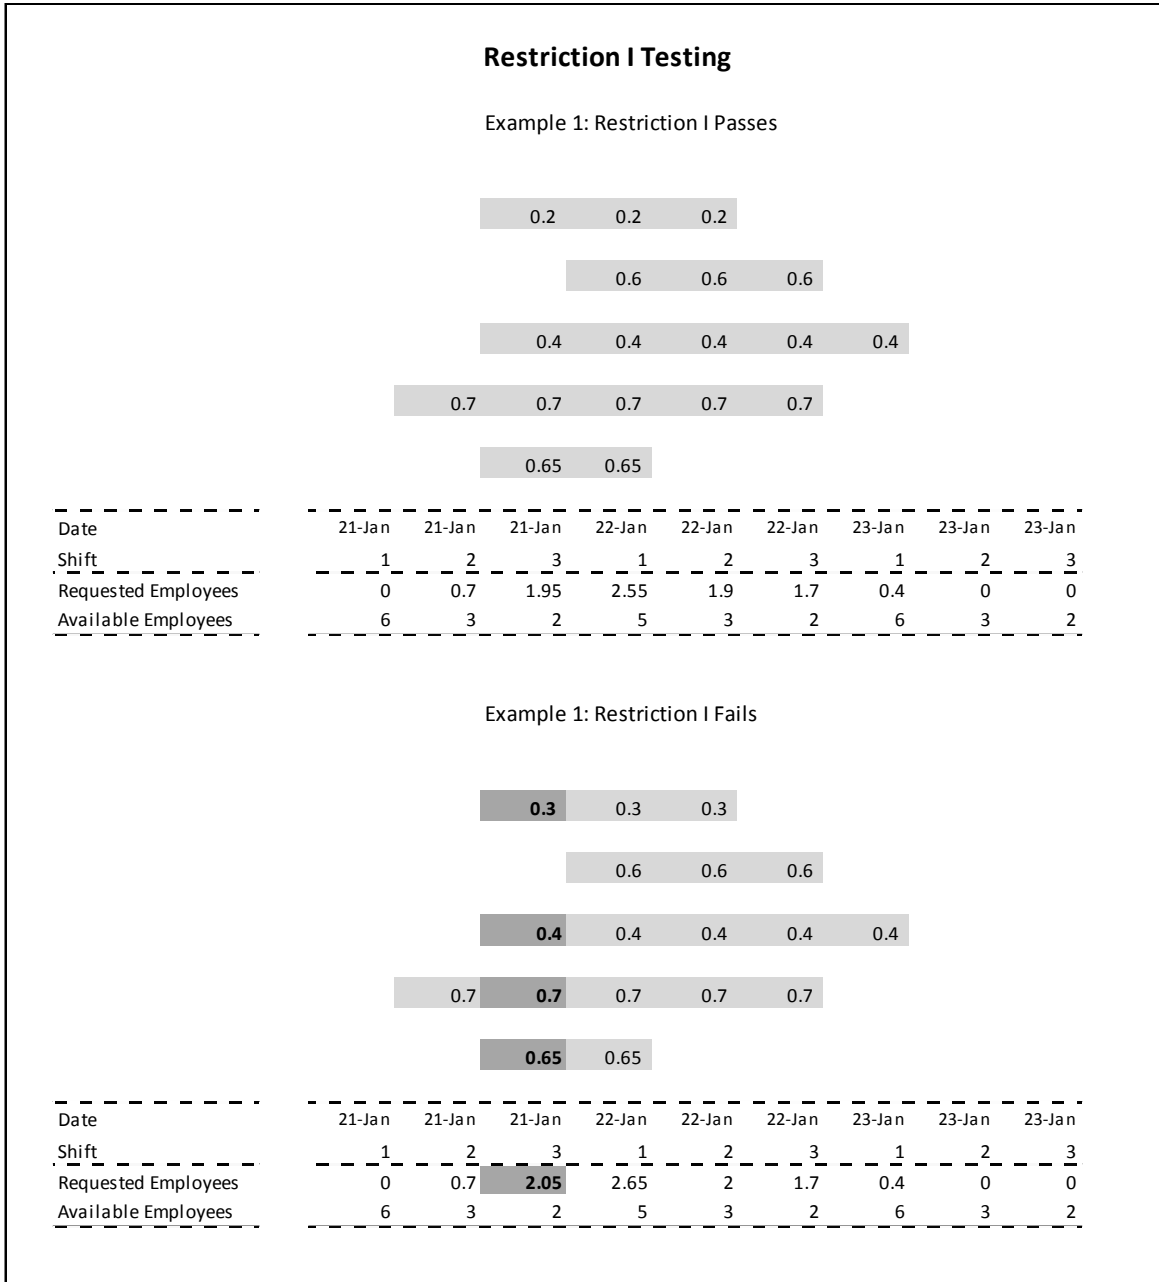 Restriction I Testing
Example 1: Restriction I Passes
0.2 0.2 0.2
0.6 0.6 0.6
0.4 0.4 0.4 0.4 0.4
0.7 0.7 0.7 0.7 0.7
0.65 0.65
Date 21-Jan 21-Jan 21-Jan 22-Jan 22-Jan 22-Jan 23-Jan 23-Jan 23-Jan
Shift 1 2 3 1 2 3 1 2 3
Requested Employees 0 0.7 1.95 2.55 1.9 1.7 0.4 0 0
Available Employees 6 3 2 5 3 2 6 3 2
Example 1: Restriction I Fails
0.3 0.3 0.3
0.6 0.6 0.6
0.4 0.4 0.4 0.4 0.4
0.7 0.7 0.7 0.7 0.7
0.65 0.65
Date 21-Jan 21-Jan 21-Jan 22-Jan 22-Jan 22-Jan 23-Jan 23-Jan 23-Jan
Shift 1 2 3 1 2 3 1 2 3
Requested Employees 0 0.7 2.05 2.65 2 1.7 0.4 0 0
Available Employees 6 3 2 5 3 2 6 3 2